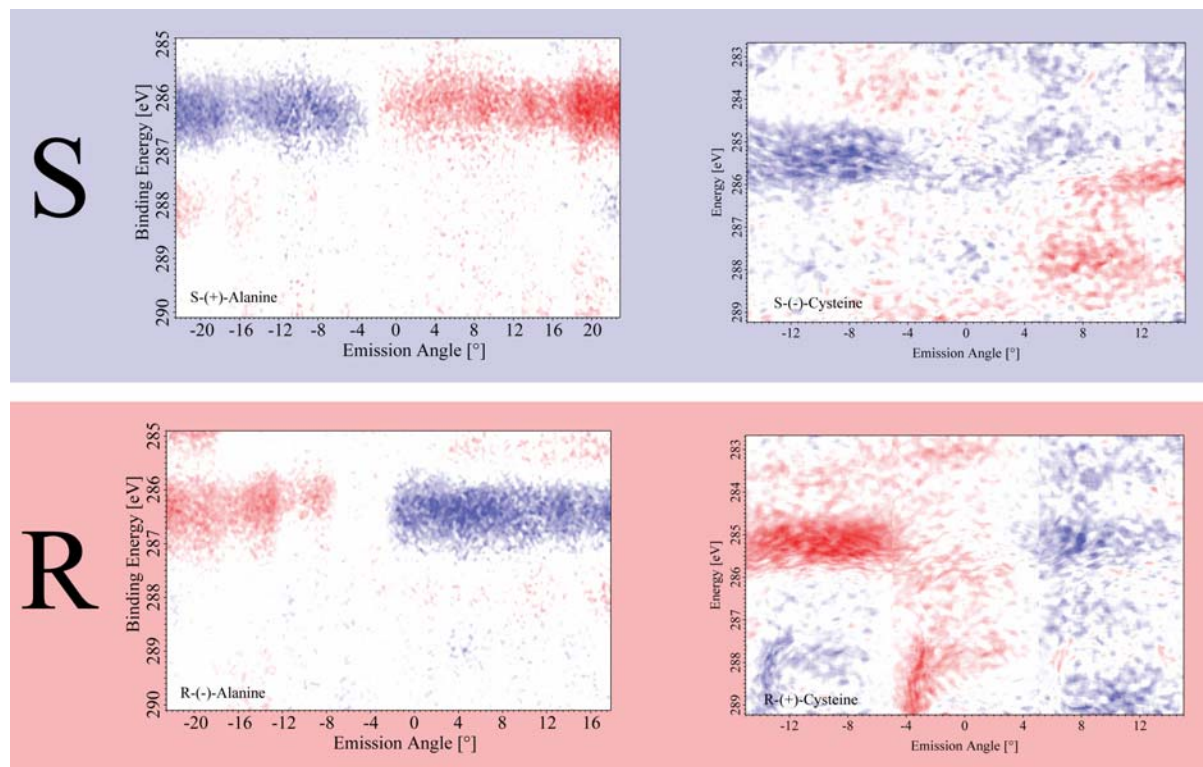 S
285
286
287
288
289
290
Binding Energy [eV]
S-(+)-Alanine
-20 -16 -12 -8 -4 0 4 8 12 16 20
Emission Angle [°]
283
284
285
286
287
288
289
Energy [eV]
S-(-)-Cysteine
-12 -8 -4 0 4 8 12
Emission Angle [°]
R
285
286
287
288
289
290
Binding Energy [eV]
R-(-)-Alanine
-20 -16 -12 -8 -4 0 4 8 12 16
Emission Angle [°]
283
284
285
286
287
288
289
Energy [eV]
R-(+)-Cysteine
-12 -8 -4 0 4 8 12
Emission Angle [°]